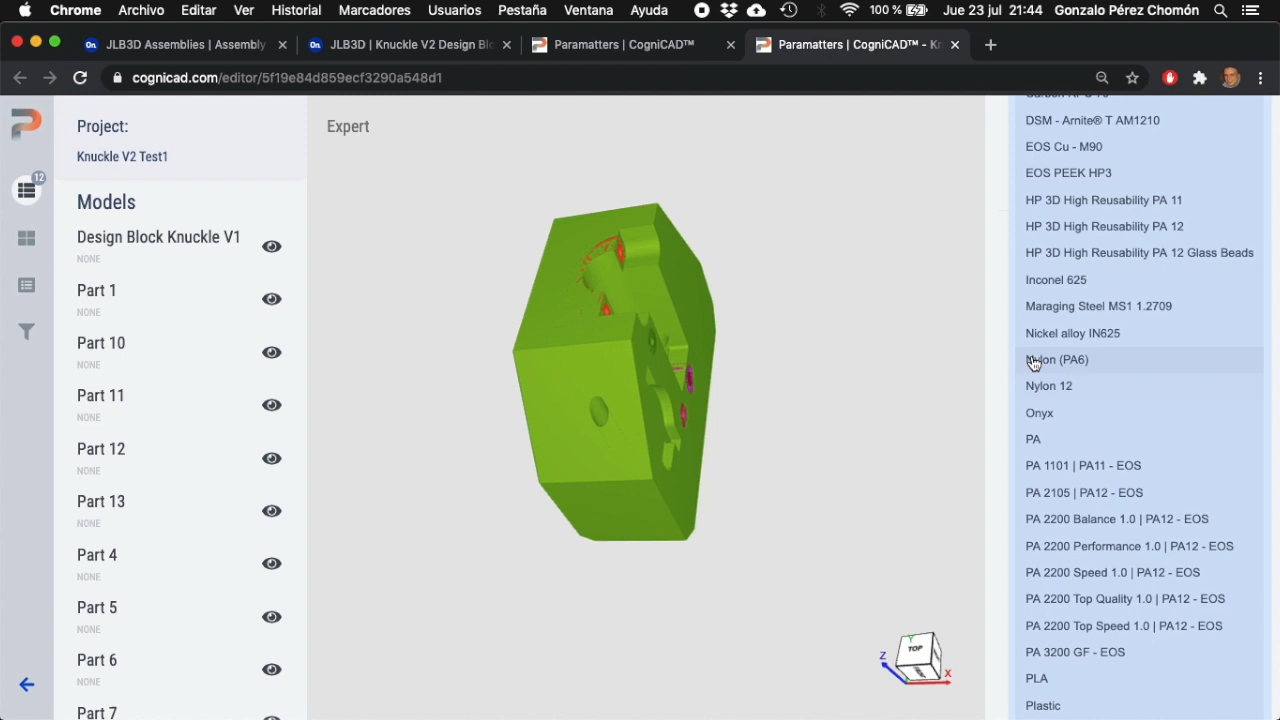 Chrome Archivo Editar Ver Historial Marcadores Usuarios Pestaña Ventana Ayuda 100 % Jue 23 jul 21:44 Gonzalo Pérez Chomón
JLB3D Assemblies | Assembly
JLB3D | Knuckle V2 Design Blo
Paramatters | CogniCAD™
Paramatters | CogniCAD™ - Kn
cognicad.com/editor/5f19e84d859ecf3290a548d1
12
Project:
Knuckle V2 Test1
Models
Design Block Knuckle V1
NONE
Part 1
NONE
Part 10
NONE
Part 11
NONE
Part 12
NONE
Part 13
NONE
Part 4
NONE
Part 5
NONE
Part 6
NONE
Part 7
Expert
TOP
Y
Z
X
DSM - Arnite® T AM1210
EOS Cu - M90
EOS PEEK HP3
HP 3D High Reusability PA 11
HP 3D High Reusability PA 12
HP 3D High Reusability PA 12 Glass Beads
Inconel 625
Maraging Steel MS1 1.2709
Nickel alloy IN625
Nylon (PA6)
Nylon 12
Onyx
PA
PA 1101 | PA11 - EOS
PA 2105 | PA12 - EOS
PA 2200 Balance 1.0 | PA12 - EOS
PA 2200 Performance 1.0 | PA12 - EOS
PA 2200 Speed 1.0 | PA12 - EOS
PA 2200 Top Quality 1.0 | PA12 - EOS
PA 2200 Top Speed 1.0 | PA12 - EOS
PA 3200 GF - EOS
PLA
Plastic